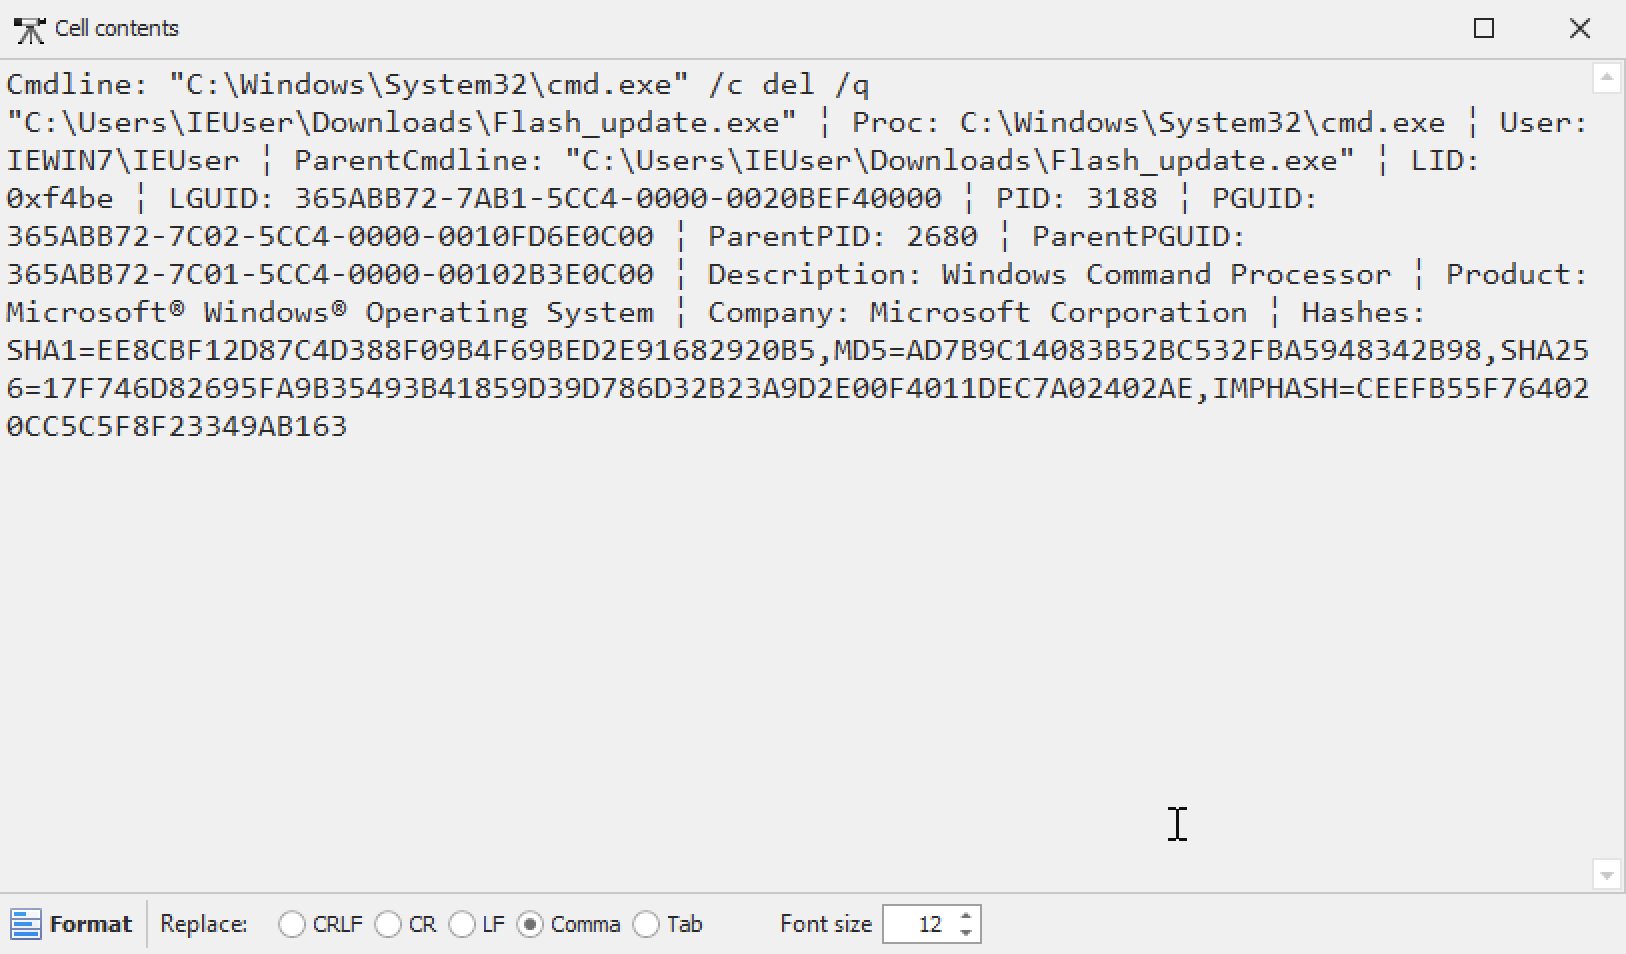 Cell contents
Cmdline: "C:\Windows\System32\cmd.exe" /c del /q
"C:\Users\IEUser\Downloads\Flash_update.exe" ¦ Proc: C:\Windows\System32\cmd.exe ¦ User:
IEWIN7\IEUser ¦ ParentCmdline: "C:\Users\IEUser\Downloads\Flash_update.exe" ¦ LID:
0xf4be ¦ LGUID: 365ABB72-7AB1-5CC4-0000-0020BEF40000 ¦ PID: 3188 ¦ PGUID:
365ABB72-7C02-5CC4-0000-0010FD6E0C00 ¦ ParentPID: 2680 ¦ ParentPGUID:
365ABB72-7C01-5CC4-0000-00102B3E0C00 ¦ Description: Windows Command Processor ¦ Product:
Microsoft® Windows® Operating System ¦ Company: Microsoft Corporation ¦ Hashes:
SHA1=EE8CBF12D87C4D388F09B4F69BED2E91682920B5,MD5=AD7B9C14083B52BC532FBA5948342B98,SHA25
6=17F746D82695FA9B35493B41859D39D786D32B23A9D2E00F4011DEC7A02402AE,IMPHASH=CEEFB55F76402
0CC5C5F8F23349AB163
Format Replace: CRLF CR LF Comma Tab Font size 12